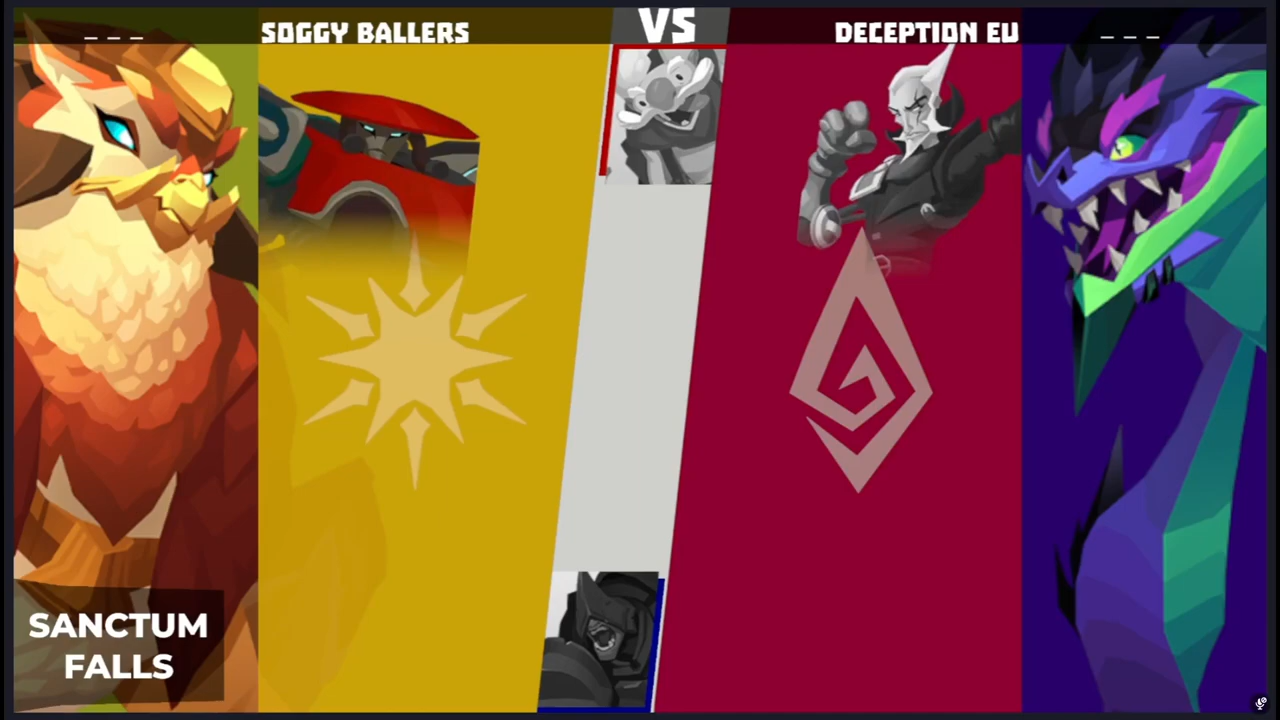 _ _ _
SOGGY BALLERS
VS
DECEPTION EU
_ _ _
SANCTUM
FALLS